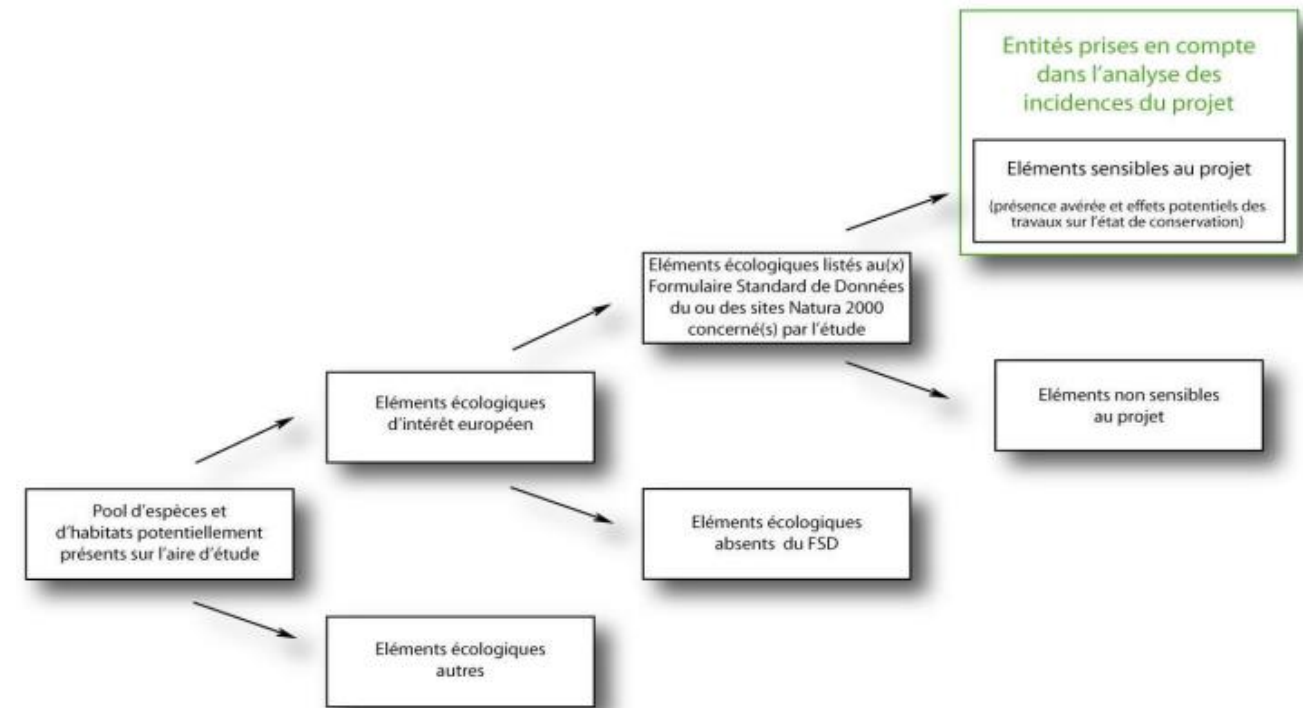 Entités prises en compte
dans l'analyse des
incidences du projet
Eléments sensibles au projet
(présence avérée et effets potentiels des
travaux sur l'état de conservation)
Eléments écologiques listés au(x)
Formulaire Standard de Données
du ou des sites Natura 2000
concerné(s) par l'étude
Eléments non sensibles
au projet
Eléments écologiques
d'intérêt européen
Pool d'espèces et
d'habitats potentiellement
présents sur l'aire d'étude
Eléments écologiques
absents du FSD
Eléments écologiques
autres